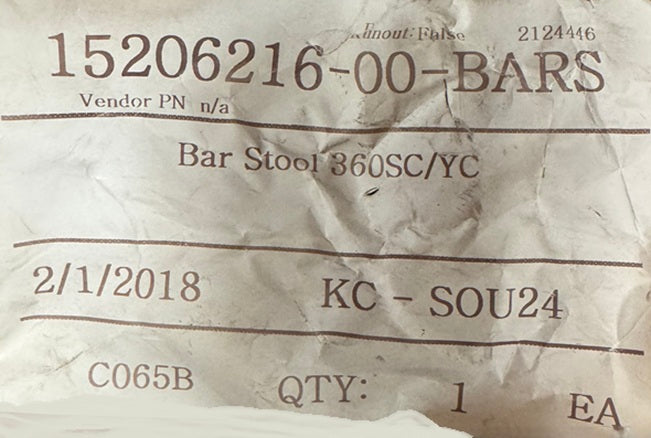 Runout: False 2124446
15206216-00-BARS
Vendor PN n/a
Bar Stool 360SC/YC
2/1/2018 KC - SOU24
C065B QTY: 1 EA